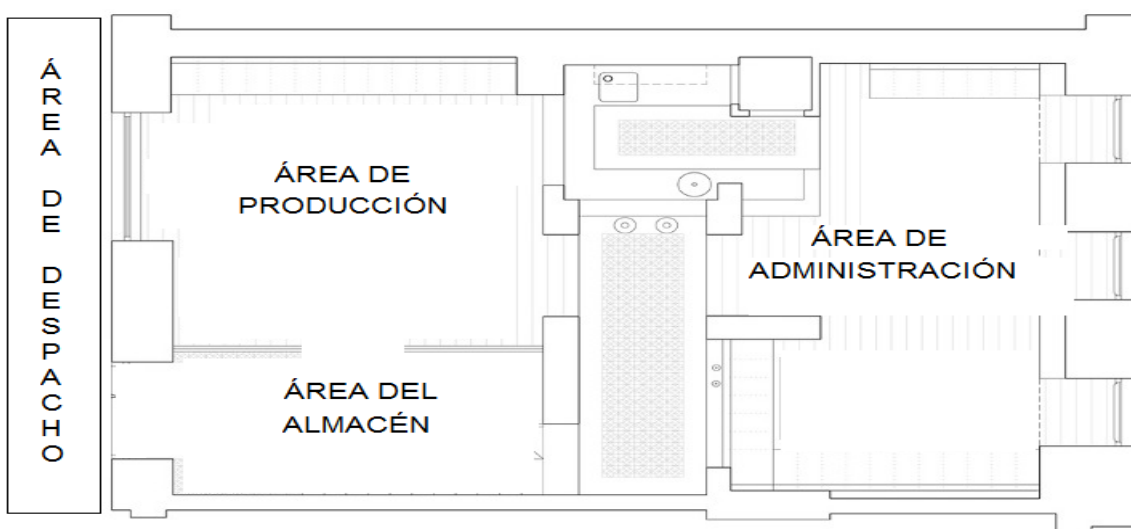 ÁREA DE DESPACHO
ÁREA DE
PRODUCCIÓN
ÁREA DE
ADMINISTRACIÓN
ÁREA DEL
ALMACÉN